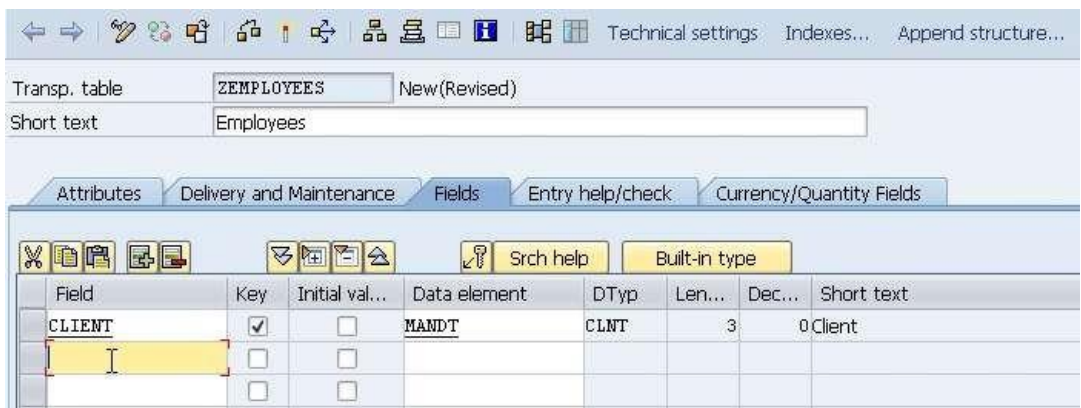 Technical settings Indexes... Append structure...
Transp. table ZEMPLOYEES New(Revised)
Short text Employees
Attributes Delivery and Maintenance Fields Entry help/check Currency/Quantity Fields
Srch help Built-in type
Field Key Initial val... Data element DTyp Len... Dec... Short text
CLIENT MANDT CLNT 3 0 Client